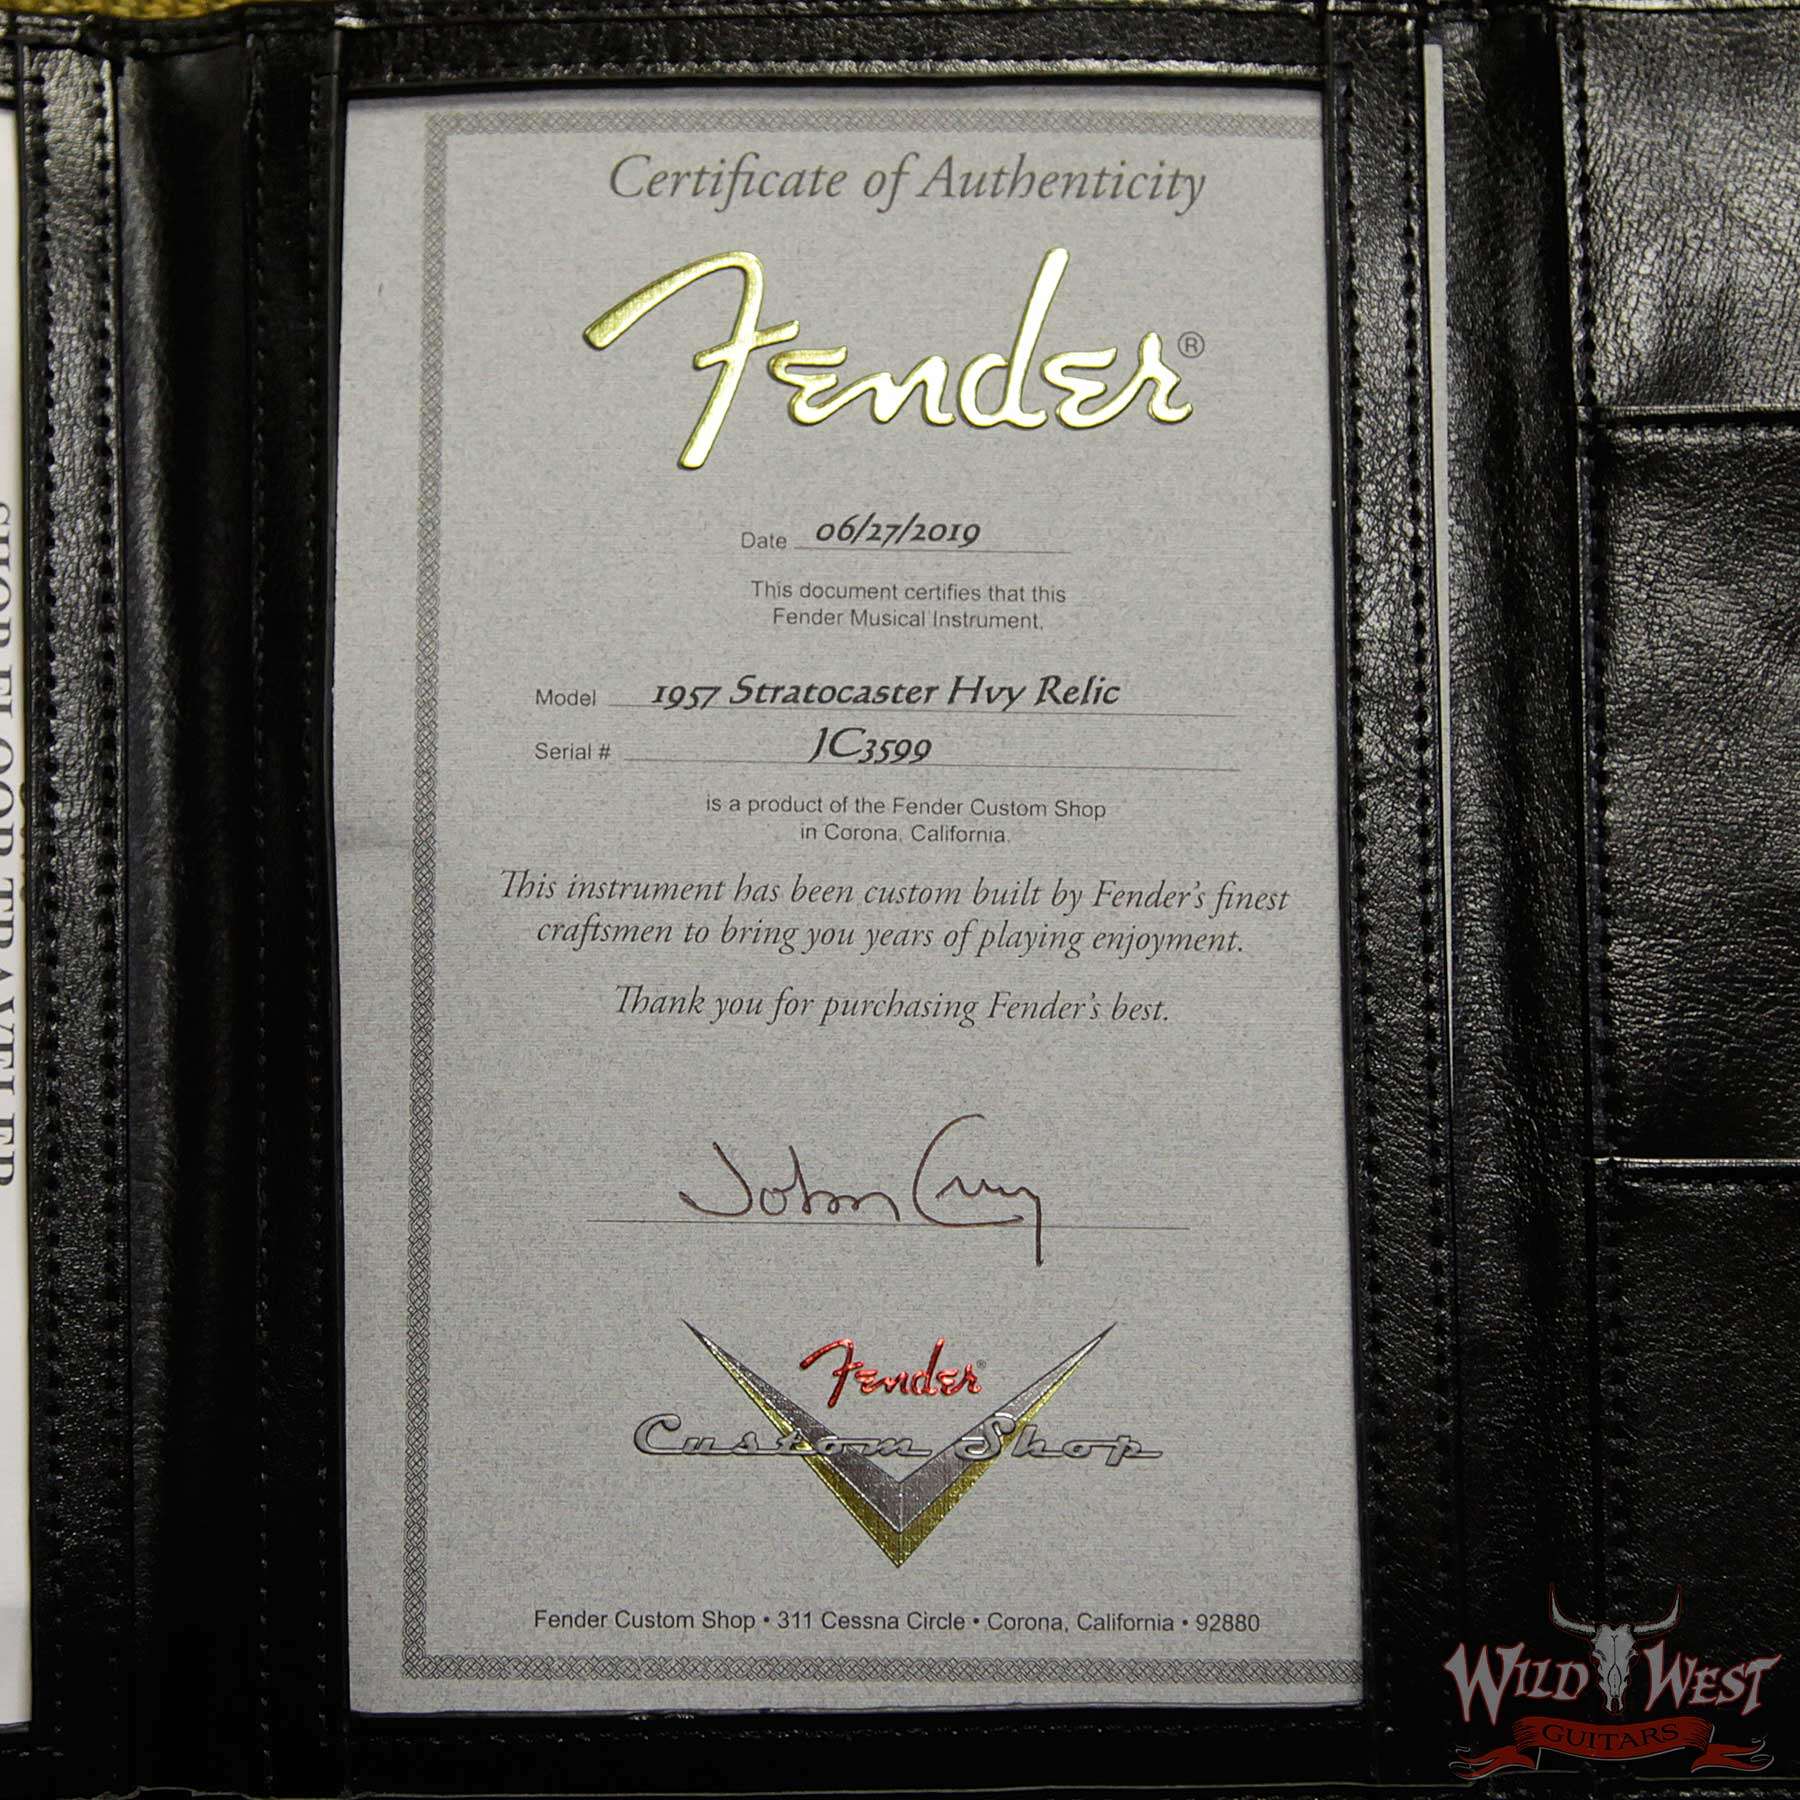 Certificate of Authenticity
Fender®
Date 06/27/2019
This document certifies that this
Fender Musical Instrument,
Model 1957 Stratocaster Hvy Relic
Serial # JC3599
is a product of the Fender Custom Shop
in Corona, California.
This instrument has been custom built by Fender's finest
craftsmen to bring you years of playing enjoyment.
Thank you for purchasing Fender's best.
John Cruz
Fender®
Custom Shop
Fender Custom Shop • 311 Cessna Circle • Corona, California • 92880
WILD WEST
GUITARS